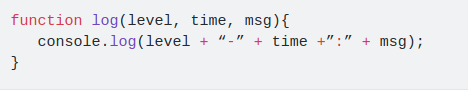 function log(level, time, msg){
   console.log(level + “-” + time +”:” + msg);
}